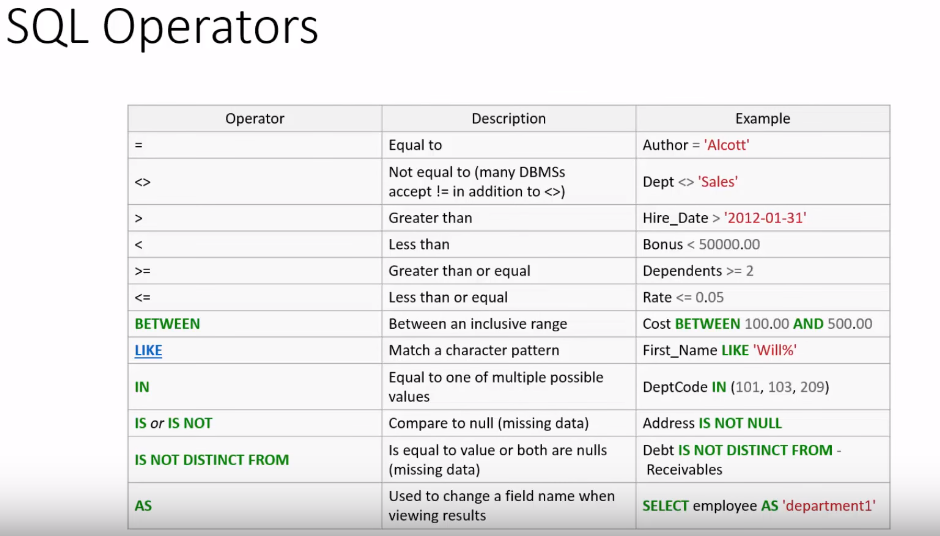 SQL Operators
Operator Description Example
= Equal to Author = 'Alcott'
<> Not equal to (many DBMSs
accept != in addition to <>) Dept <> 'Sales'
> Greater than Hire_Date > '2012-01-31'
< Less than Bonus < 50000.00
>= Greater than or equal Dependents >= 2
<= Less than or equal Rate <= 0.05
BETWEEN Between an inclusive range Cost BETWEEN 100.00 AND 500.00
LIKE Match a character pattern First_Name LIKE 'Will%'
IN Equal to one of multiple possible
values DeptCode IN (101, 103, 209)
IS or IS NOT Compare to null (missing data) Address IS NOT NULL
IS NOT DISTINCT FROM Is equal to value or both are nulls
(missing data) Debt IS NOT DISTINCT FROM -
Receivables
AS Used to change a field name when
viewing results SELECT employee AS 'department1'